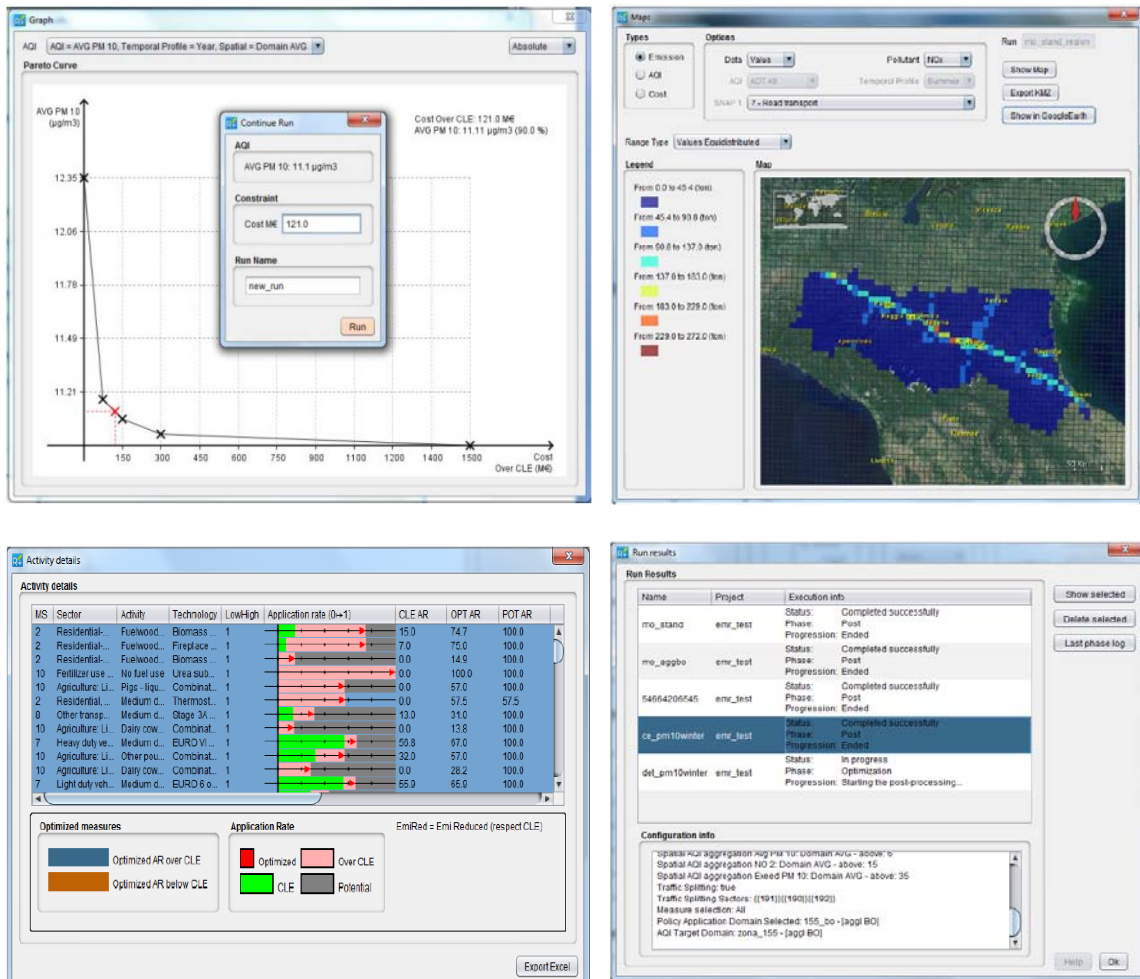 Graph
AQI AQI = AVG PM 10, Temporal Profile = Year, Spatial = Domain AVG Absolute
Pareto Curve
AVG PM 10
(µg/m3)
Cost Over CLE: 121.0 M€
AVG PM 10: 11.11 µg/m3 (90.0 %)
12.35
12.06
11.78
11.49
11.21
150 300 450 600 750 900 1000 1200 1400 1500
Cost
Over CLE (M€)
Continue Run
AQI
AVG PM 10: 11.1 µg/m3
Constraint
Cost M€ 121.0
Run Name
new_run
Run
Maps
Types Options
Emission
AQI
Cost
Data Value Pollutant NOx
AQI Temporal Profile
SNAP 1 7 - Road transport
Run mo_stand_region
Show Map
Export KMZ
Show in GoogleEarth
Range Type Values Equidistributed
Legend Map
From 0.0 to 45.4 (ton)
From 45.4 to 90.8 (ton)
From 90.8 to 137.0 (ton)
From 137.0 to 183.0 (ton)
From 183.0 to 229.0 (ton)
From 229.0 to 272.0 (ton)
Activity details
Activity details
MS Sector Activity Technology LowHigh Application rate (0↦1) CLE AR OPT AR POT AR
2 Residential-... Fuelwood... Biomass ... 1 15.0 74.7 100.0
2 Residential-... Fuelwood... Fireplace ... 1 7.0 75.0 100.0
2 Residential-... Fuelwood... Biomass ... 1 0.0 14.9 100.0
10 Fertilizer use ... No fuel use Urea sub... 1 0.0 100.0 100.0
10 Agriculture: Li... Pigs - liqu... Combinat... 1 0.0 57.0 100.0
2 Residential, ... Medium d... Thermost... 1 0.0 57.5 57.5
8 Other transp... Medium d... Stage 3A ... 1 13.0 31.0 100.0
10 Agriculture: Li... Dairy cow... Combinat... 1 0.0 13.8 100.0
7 Heavy duty ve... Medium d... EURO VI ... 1 67.0 100.0
10 Agriculture: Li... Other pou... Combinat... 1 32.0 57.0 100.0
10 Agriculture: Li... Dairy cow... Combinat... 1 0.0 28.2 100.0
7 Light duty veh... Medium d... EURO 6 o... 1 55.9 65.9 100.0
Optimized measures
Optimized AR over CLE
Optimized AR below CLE
Application Rate
Optimized Over CLE
CLE Potential
EmiRed = Emi Reduced (respect CLE)
Export Excel
Run results
Run Results
Name Project Execution info
mo_stand emr_test
Status: Completed successfully
Phase: Post
Progression: Ended
mo_aggbo emr_test
Status: Completed successfully
Phase: Post
Progression: Ended
54664206545 emr_test
Status: Completed successfully
Phase: Post
Progression: Ended
ce_pm10winter emr_test
Status: Completed successfully
Phase: Post
Progression: Ended
det_pm10winter emr_test
Status: In progress
Phase: Optimization
Progression: Starting the post-processing...
Show selected
Delete selected
Last phase log
Configuration info
Spatial AQI aggregation Avg PM 10: Domain AVG - above: 6
Spatial AQI aggregation NO 2: Domain AVG - above: 15
Spatial AQI aggregation Exeed PM 10: Domain AVG - above: 35
Traffic Splitting: true
Traffic Splitting Sectors: {{191}}{{190}}{{192}}
Measure selection: All
Policy Application Domain Selected: 155_bo - [aggl BO]
AQI Target Domain: zona_155 - [aggl BO]
Help Ok